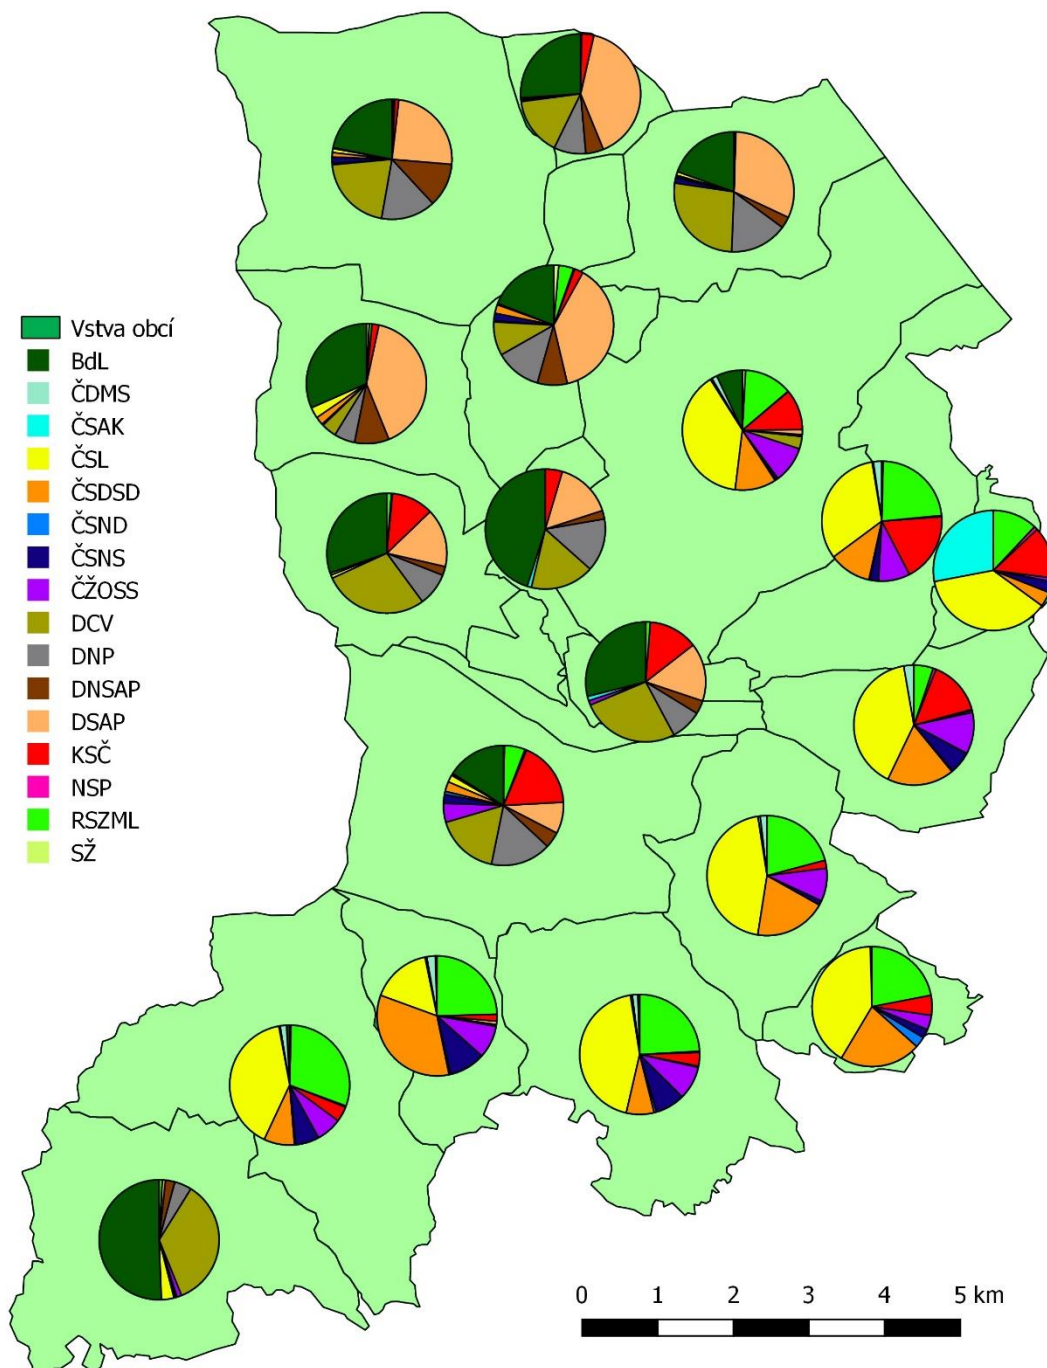 Vstva obcí
BdL
ČDMS
ČSAK
ČSL
ČSDSD
ČSND
ČSNS
ČŽOSS
DCV
DNP
DNSAP
DSAP
KSČ
NSP
RSZML
SŽ
0 1 2 3 4 5 km